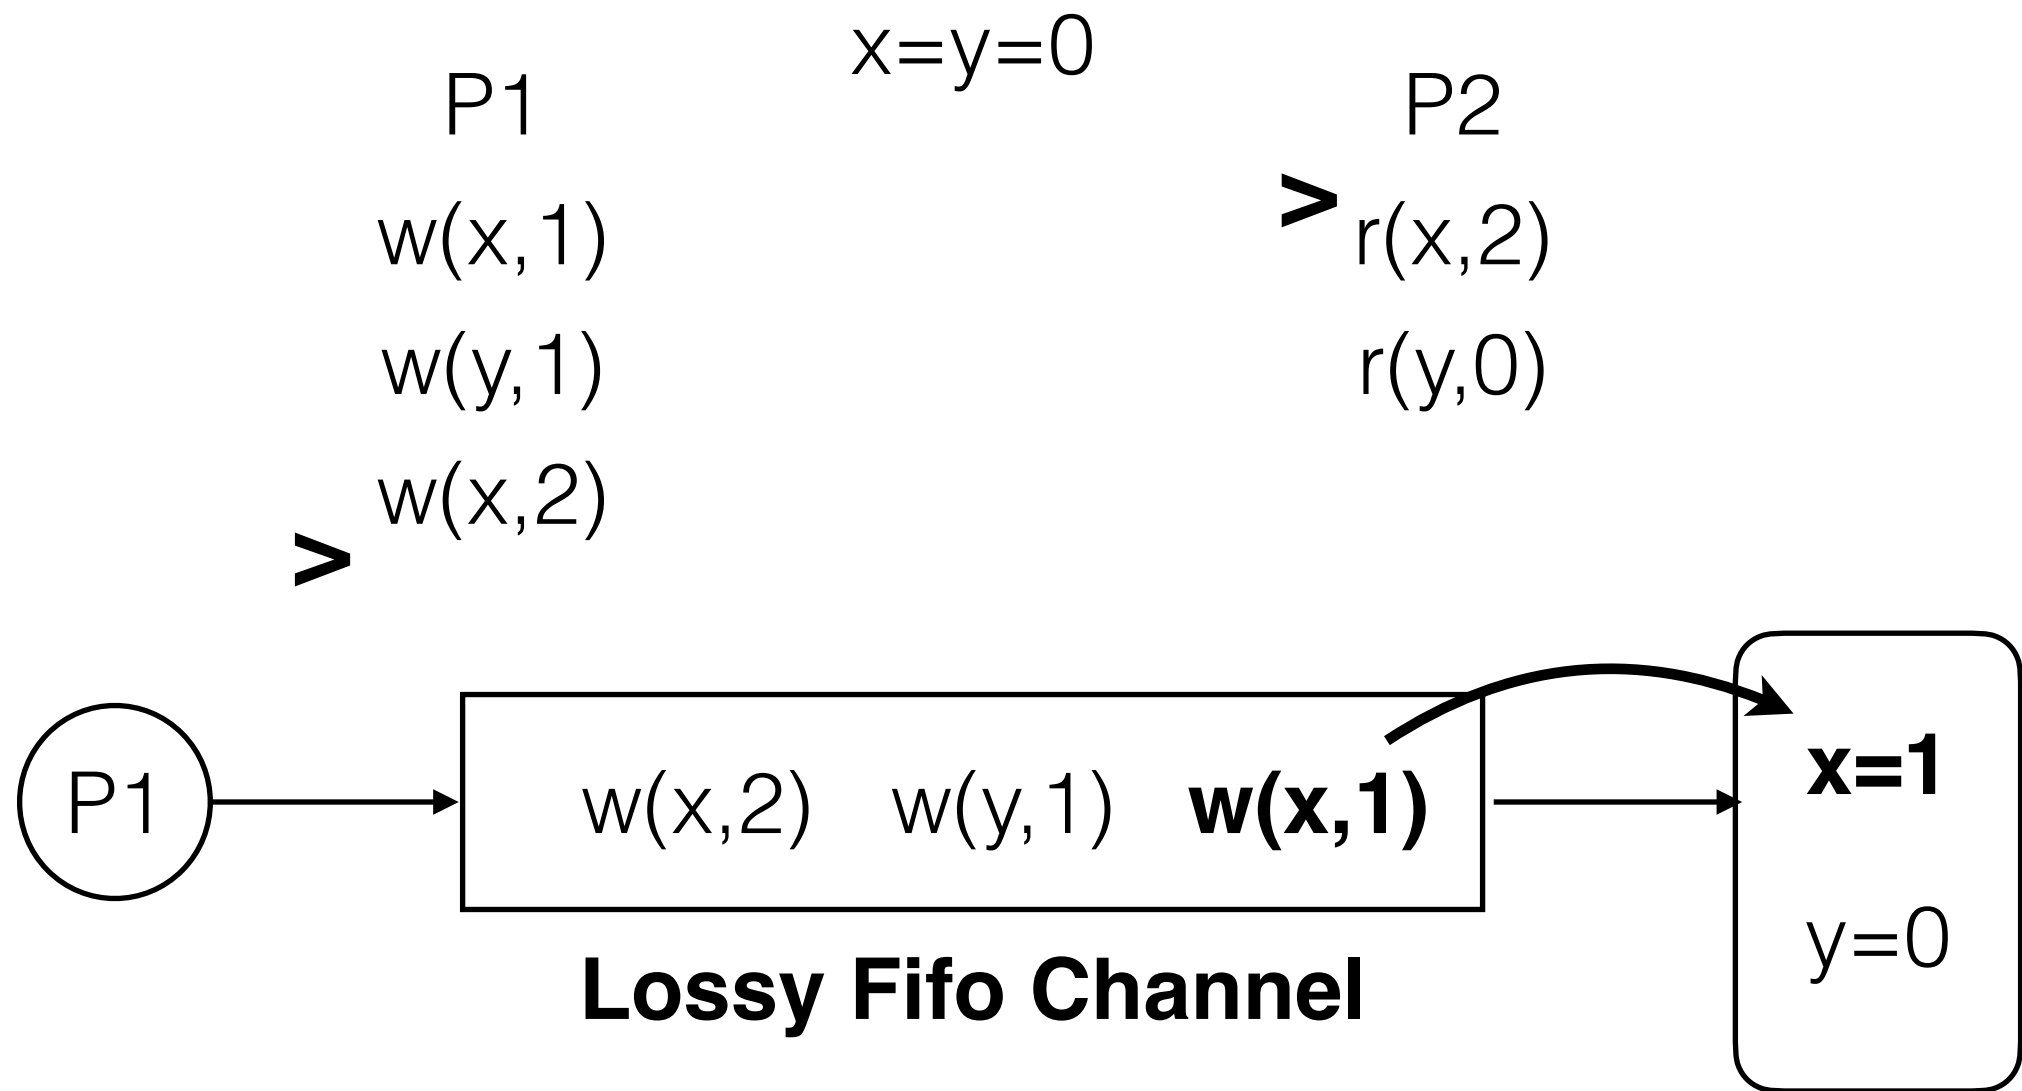 x=y=0
P1
P2
w(x,1)
> r(x,2)
w(y,1)
r(y,0)
w(x,2)
>
P1
w(x,2) w(y,1) w(x,1)
x=1
y=0
Lossy Fifo Channel